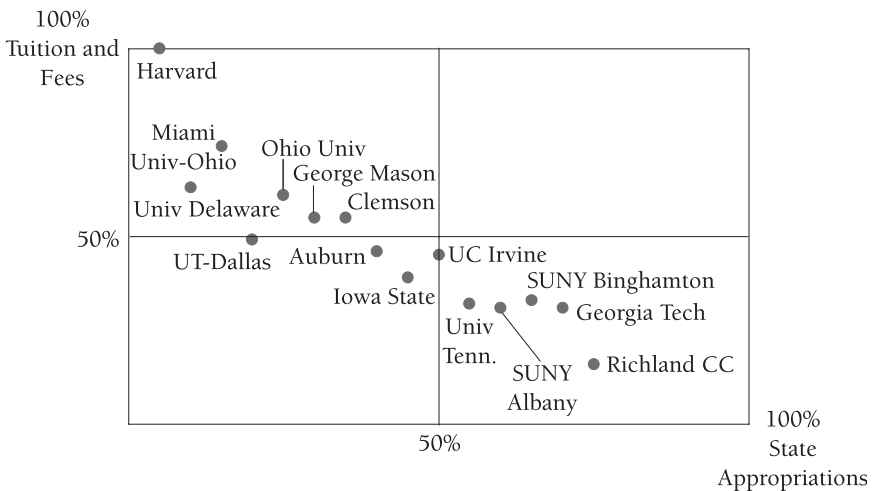 100%
Tuition and
Fees
Harvard
Miami
Univ-Ohio
Ohio Univ
George Mason
Clemson
Univ Delaware
50%
UT-Dallas
Auburn
UC Irvine
Iowa State
SUNY Binghamton
Georgia Tech
Univ
Tenn.
SUNY
Albany
Richland CC
50%
100%
State
Appropriations